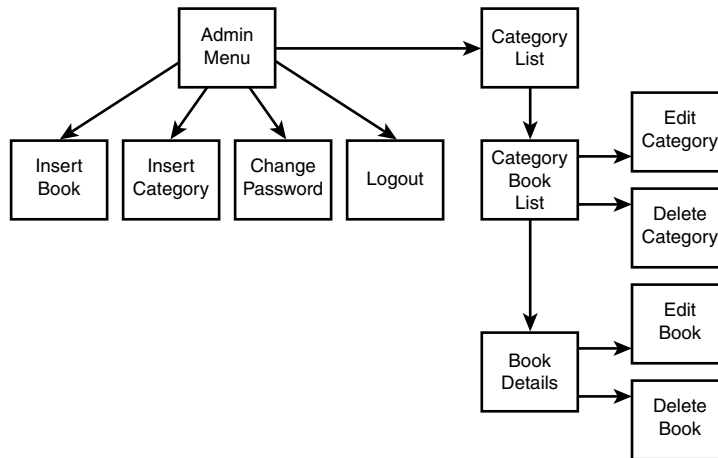 Admin
Menu
Category
List
Insert
Book
Insert
Category
Change
Password
Logout
Category
Book
List
Edit
Category
Delete
Category
Book
Details
Edit
Book
Delete
Book